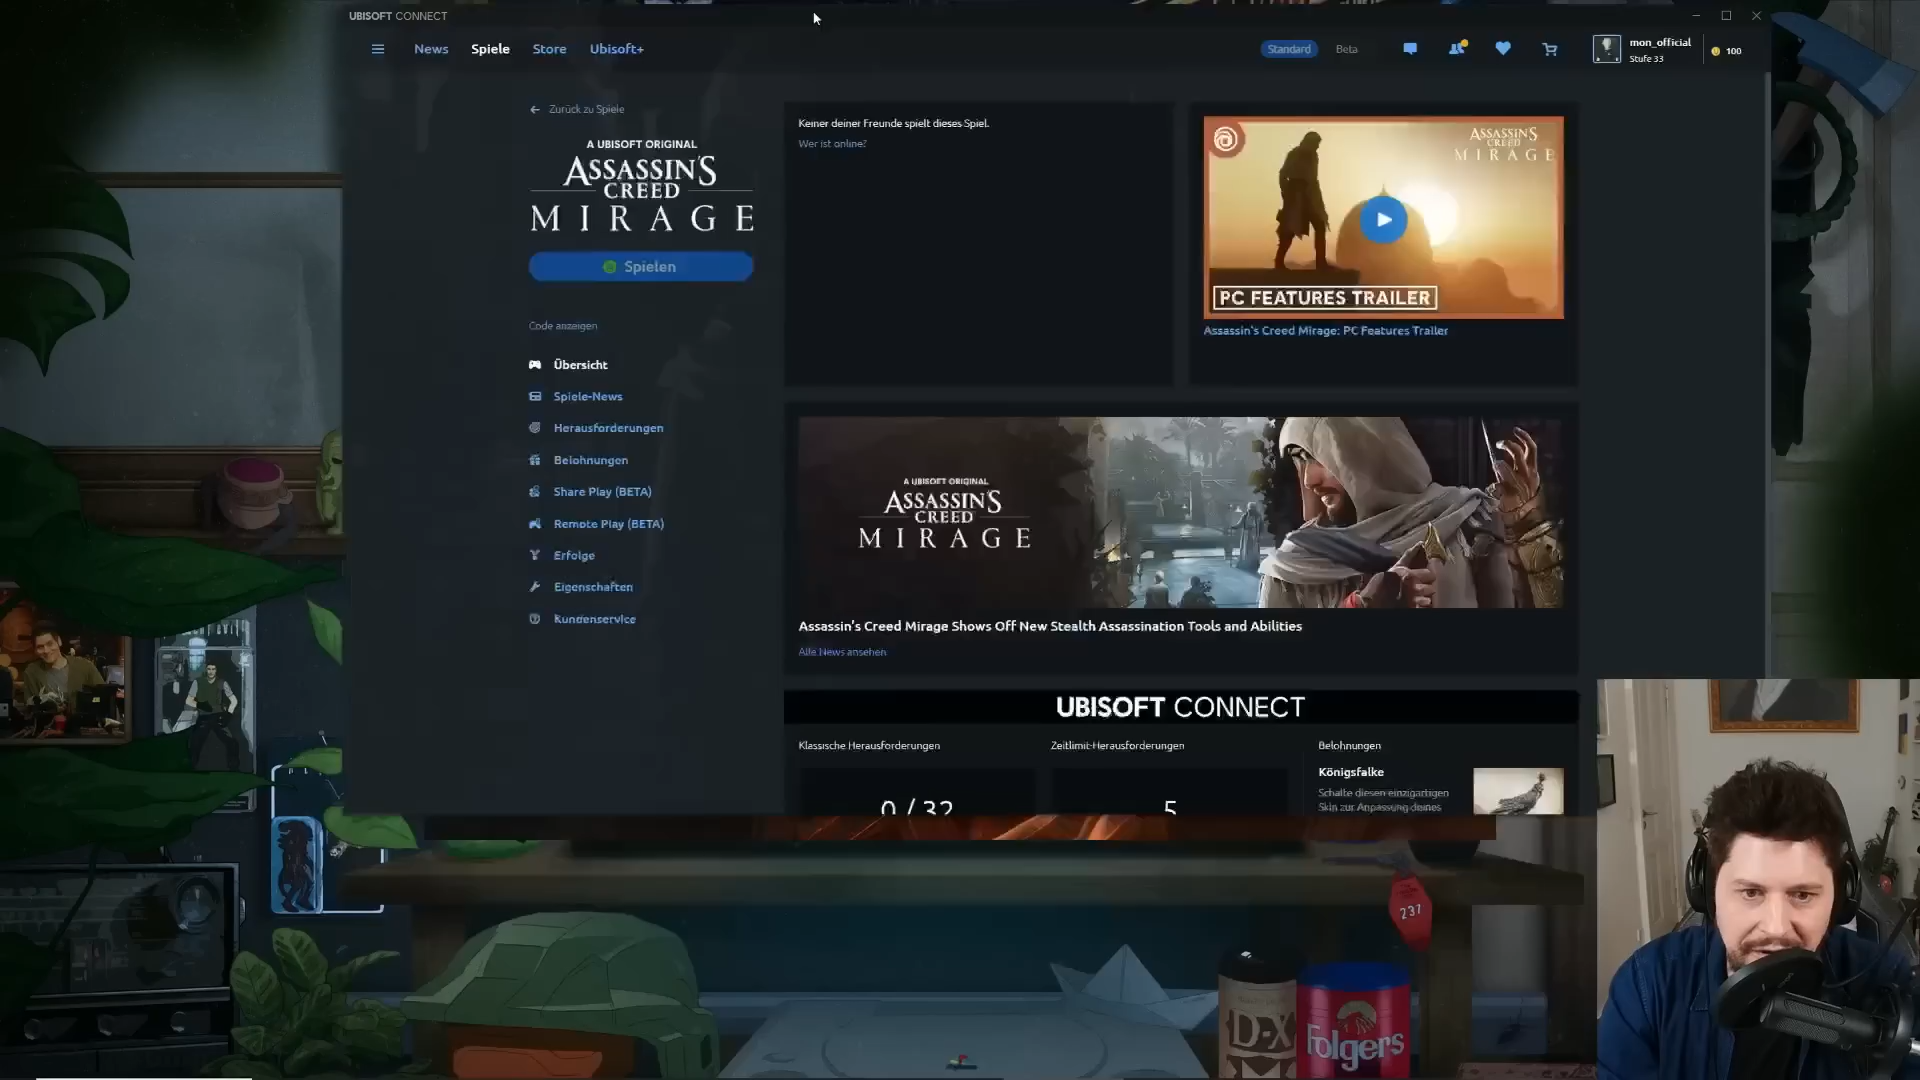 UBISOFT CONNECT
News
Spiele
Store
Ubisoft+
Standard
Beta
mon_official
Stufe 33
100
Zurück zu Spiele
A UBISOFT ORIGINAL
ASSASSIN'S
CREED
MIRAGE
Spielen
Code anzeigen
Übersicht
Spiele-News
Herausforderungen
Belohnungen
Share Play (BETA)
Remote Play (BETA)
Erfolge
Eigenschaften
Kundenservice
Keiner deiner Freunde spielt dieses Spiel.
Wer ist online?
ASSASSIN'S
CREED
MIRAGE
PC FEATURES TRAILER
Assassin's Creed Mirage: PC Features Trailer
A UBISOFT ORIGINAL
ASSASSIN'S
CREED
MIRAGE
Assassin's Creed Mirage Shows Off New Stealth Assassination Tools and Abilities
Alle News ansehen
UBISOFT CONNECT
Klassische Herausforderungen
0 / 32
Zeitlimit-Herausforderungen
5
Belohnungen
Königsfalke
Schalte diesen einzigartigen
Skin zur Anpassung deines
237
D-X
Folgers